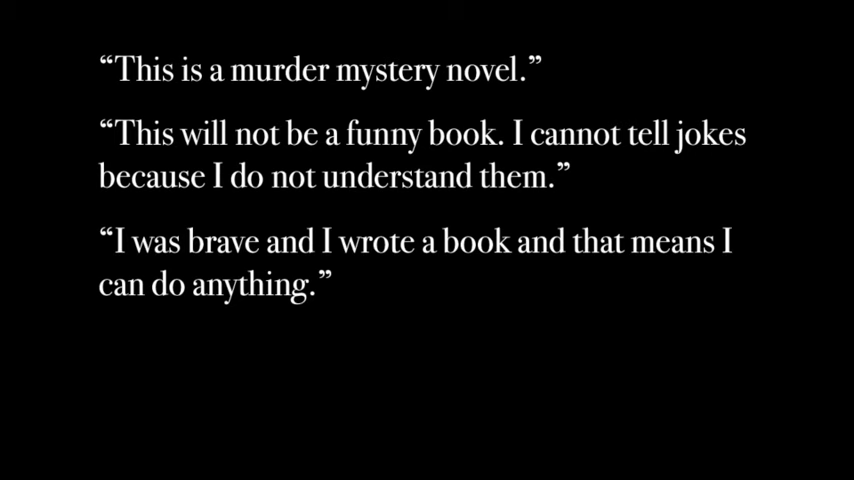 “This is a murder mystery novel.”
“This will not be a funny book. I cannot tell jokes
because I do not understand them.”
“I was brave and I wrote a book and that means I
can do anything.”